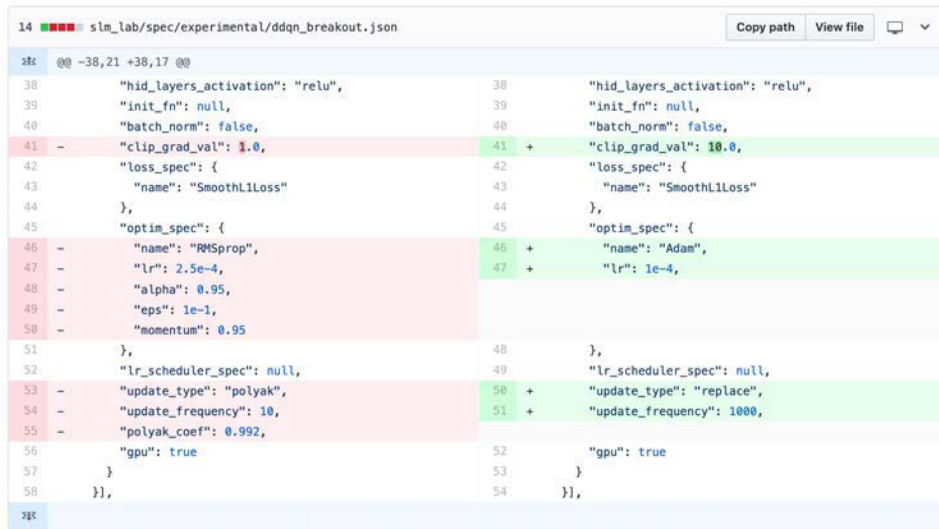 14 slm_lab/spec/experimental/ddqn_breakout.json Copy path View file
@@ -38,21 +38,17 @@
38 "hid_layers_activation": "relu", 38 "hid_layers_activation": "relu",
39 "init_fn": null, 39 "init_fn": null,
40 "batch_norm": false, 40 "batch_norm": false,
41 - "clip_grad_val": 1.0, 41 + "clip_grad_val": 10.0,
42 "loss_spec": { 42 "loss_spec": {
43 "name": "SmoothL1Loss" 43 "name": "SmoothL1Loss"
44 }, 44 },
45 "optim_spec": { 45 "optim_spec": {
46 - "name": "RMSprop", 46 + "name": "Adam",
47 - "lr": 2.5e-4, 47 + "lr": 1e-4,
48 - "alpha": 0.95,
49 - "eps": 1e-1,
50 - "momentum": 0.95
51 }, 48 },
52 "lr_scheduler_spec": null, 49 "lr_scheduler_spec": null,
53 - "update_type": "polyak", 50 + "update_type": "replace",
54 - "update_frequency": 10, 51 + "update_frequency": 1000,
55 - "polyak_coef": 0.992,
56 "gpu": true 52 "gpu": true
57 } 53 }
58 }], 54 }],